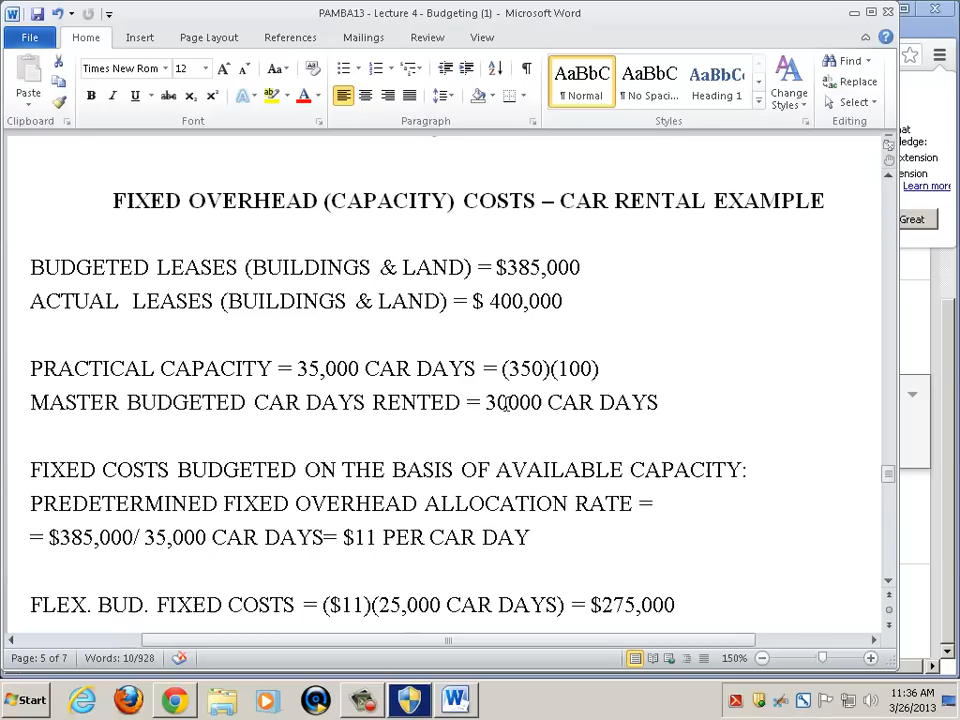 PAMBA13 - Lecture 4 - Budgeting (1) - Microsoft Word
File Home Insert Page Layout References Mailings Review View
Times New Rom 12 Aa
AaBbC AaBbC AaBbC
¶ Normal ¶ No Spaci... Heading 1
Change Styles
Find
Replace
Select
Paste
B I U abc X₂ X²
Clipboard Font Paragraph Styles Editing
FIXED OVERHEAD (CAPACITY) COSTS – CAR RENTAL EXAMPLE
BUDGETED LEASES (BUILDINGS & LAND) = $385,000
ACTUAL LEASES (BUILDINGS & LAND) = $ 400,000
PRACTICAL CAPACITY = 35,000 CAR DAYS = (350)(100)
MASTER BUDGETED CAR DAYS RENTED = 30,000 CAR DAYS
FIXED COSTS BUDGETED ON THE BASIS OF AVAILABLE CAPACITY:
PREDETERMINED FIXED OVERHEAD ALLOCATION RATE =
= $385,000/ 35,000 CAR DAYS= $11 PER CAR DAY
FLEX. BUD. FIXED COSTS = ($11)(25,000 CAR DAYS) = $275,000
Learn more
Great
Page: 5 of 7 Words: 10/928 150%
Start
11:36 AM
3/26/2013